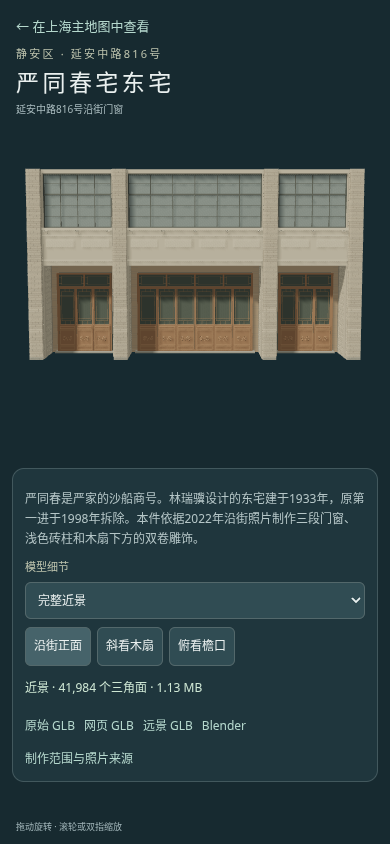 ← 在上海主地图中查看
静安区 · 延安中路816号
严同春宅东宅
延安中路816号沿街门窗
严同春是严家的沙船商号。林瑞骥设计的东宅建于1933年，原第
一进于1998年拆除。本件依据2022年沿街照片制作三段门窗、
浅色砖柱和木扇下方的双卷雕饰。
模型细节
完整近景
沿街正面 斜看木扇 俯看檐口
近景 · 41,984 个三角面 · 1.13 MB
原始 GLB 网页 GLB 远景 GLB Blender
制作范围与照片来源
拖动旋转 · 滚轮或双指缩放